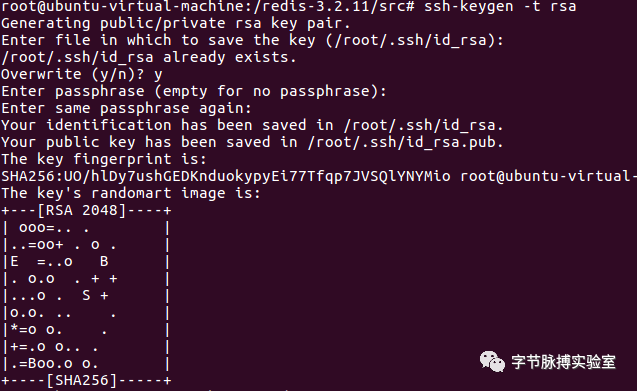 root@ubuntu-virtual-machine:/redis-3.2.11/src# ssh-keygen -t rsa
Generating public/private rsa key pair.
Enter file in which to save the key (/root/.ssh/id_rsa):
/root/.ssh/id_rsa already exists.
Overwrite (y/n)? y
Enter passphrase (empty for no passphrase):
Enter same passphrase again:
Your identification has been saved in /root/.ssh/id_rsa.
Your public key has been saved in /root/.ssh/id_rsa.pub.
The key fingerprint is:
SHA256:UO/hlDy7ushGEDKnduokypyEi77Tfqp7JVSQlYNYMio root@ubuntu-virtual-
The key's randomart image is:
+---[RSA 2048]----+
| ooo=.. .        |
|..=oo+ . o .     |
|E  =..o   B      |
|. o.o  . + +     |
|...o .  S +      |
|o.o. ..    .     |
|*=o o.    .      |
|+=.o o.. .       |
|.=Boo.o o.       |
+----[SHA256]-----+
字节脉搏实验室